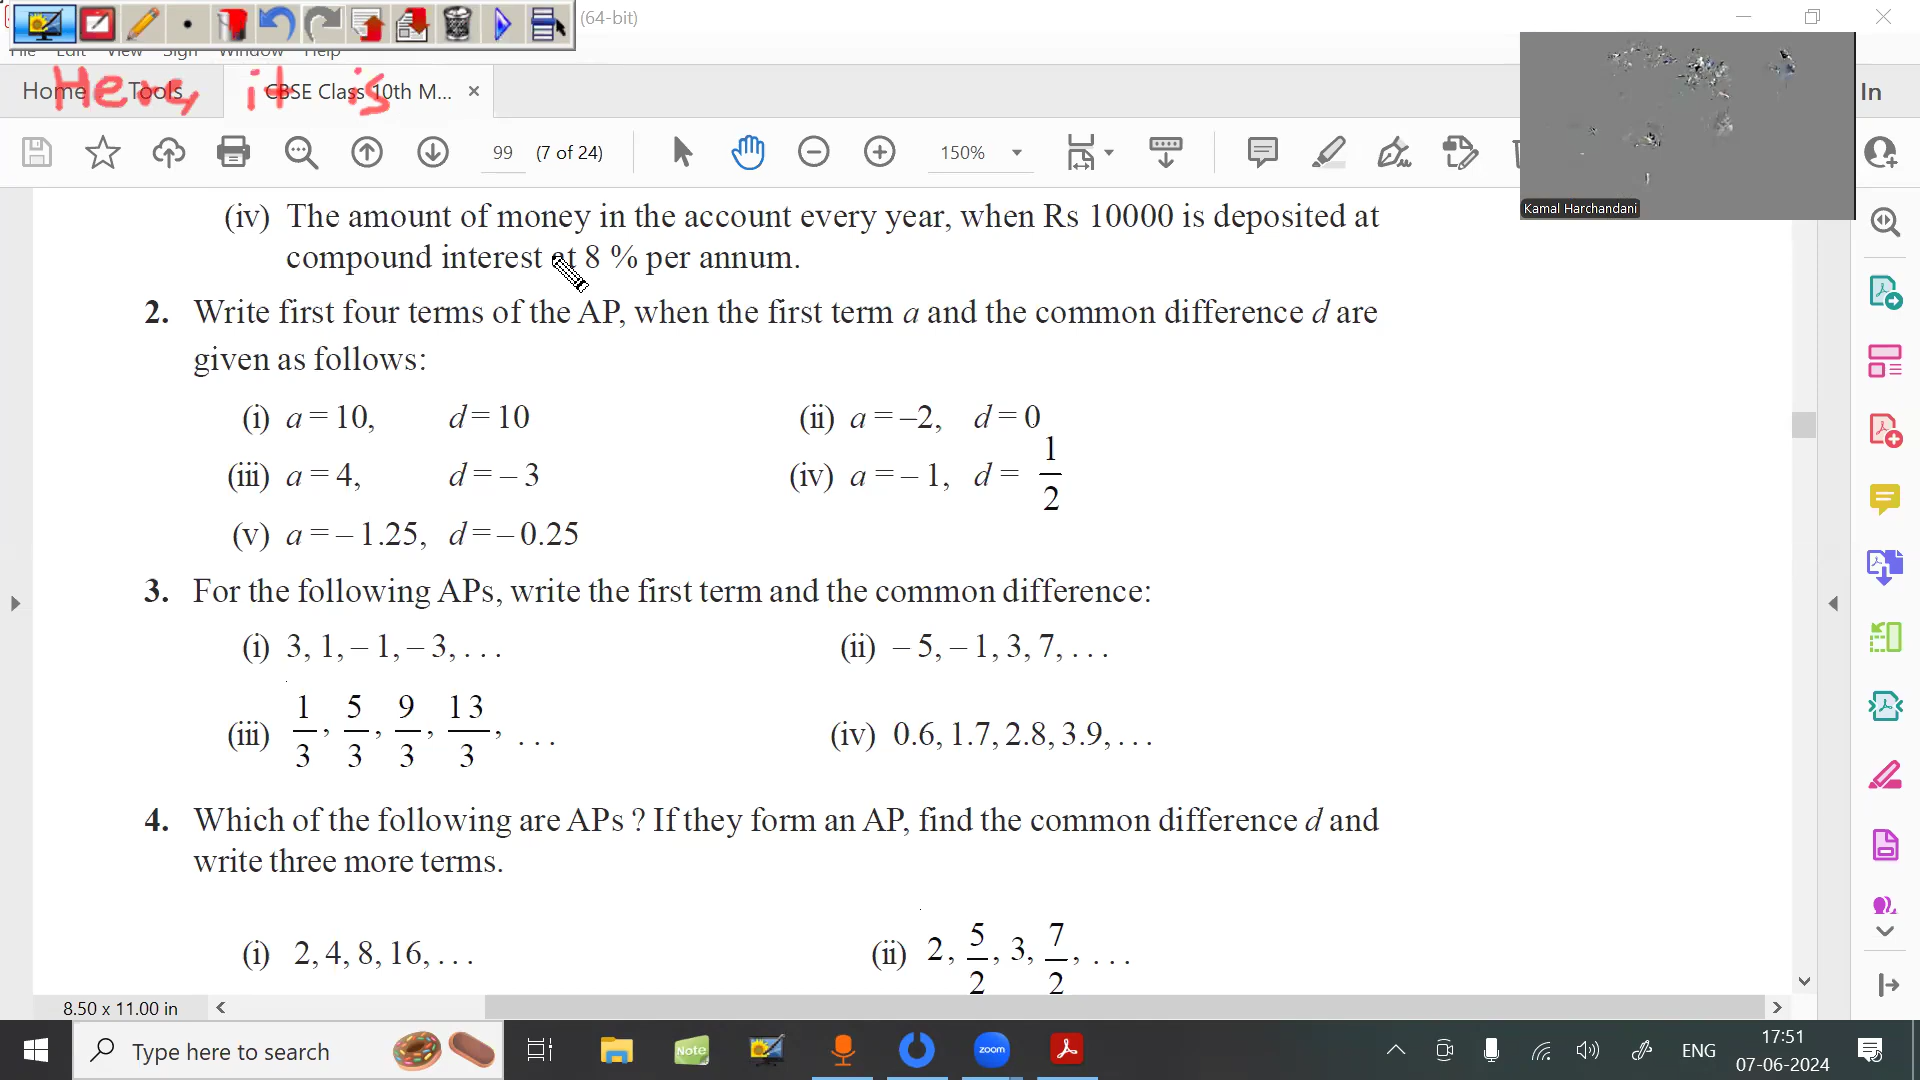 (64-bit)
File Edit View Sign Window Help
Home Tools CBSE Class 10th M... × In
Here, it is
99 (7 of 24) 150%
Kamal Harchandani
(iv) The amount of money in the account every year, when Rs 10000 is deposited at
compound interest at 8 % per annum.
2. Write first four terms of the AP, when the first term a and the common difference d are
given as follows:
(i) a = 10, d = 10 (ii) a = –2, d = 0
(iii) a = 4, d = – 3 (iv) a = – 1, d = 1/2
(v) a = – 1.25, d = – 0.25
3. For the following APs, write the first term and the common difference:
(i) 3, 1, – 1, – 3, . . . (ii) – 5, – 1, 3, 7, . . .
(iii) 1/3, 5/3, 9/3, 13/3, . . . (iv) 0.6, 1.7, 2.8, 3.9, . . .
4. Which of the following are APs ? If they form an AP, find the common difference d and
write three more terms.
(i) 2, 4, 8, 16, . . . (ii) 2, 5/2, 3, 7/2, . . .
8.50 x 11.00 in
Type here to search Note zoom ENG 17:51
07-06-2024